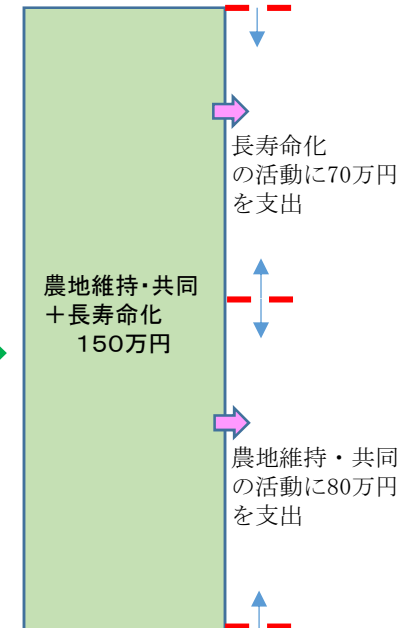 長寿命化
の活動に70万円
を支出
農地維持・共同
＋長寿命化
150万円
農地維持・共同
の活動に80万円
を支出